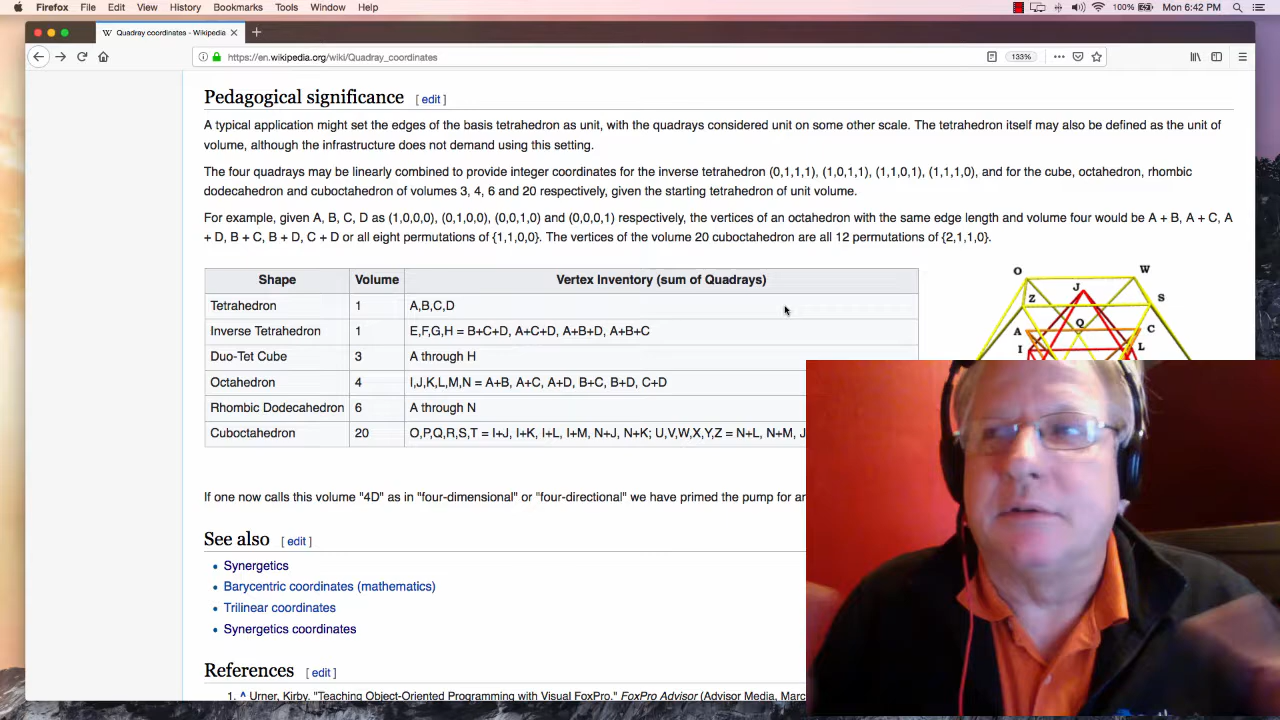 Firefox File Edit View History Bookmarks Tools Window Help 100% Mon 6:42 PM
W Quadray coordinates - Wikipedia × +
https://en.wikipedia.org/wiki/Quadray_coordinates 133%
Pedagogical significance [ edit ]
A typical application might set the edges of the basis tetrahedron as unit, with the quadrays considered unit on some other scale. The tetrahedron itself may also be defined as the unit of
volume, although the infrastructure does not demand using this setting.
The four quadrays may be linearly combined to provide integer coordinates for the inverse tetrahedron (0,1,1,1), (1,0,1,1), (1,1,0,1), (1,1,1,0), and for the cube, octahedron, rhombic
dodecahedron and cuboctahedron of volumes 3, 4, 6 and 20 respectively, given the starting tetrahedron of unit volume.
For example, given A, B, C, D as (1,0,0,0), (0,1,0,0), (0,0,1,0) and (0,0,0,1) respectively, the vertices of an octahedron with the same edge length and volume four would be A + B, A + C, A
+ D, B + C, B + D, C + D or all eight permutations of {1,1,0,0}. The vertices of the volume 20 cuboctahedron are all 12 permutations of {2,1,1,0}.
Shape Volume Vertex Inventory (sum of Quadrays)
Tetrahedron 1 A,B,C,D
Inverse Tetrahedron 1 E,F,G,H = B+C+D, A+C+D, A+B+D, A+B+C
Duo-Tet Cube 3 A through H
Octahedron 4 I,J,K,L,M,N = A+B, A+C, A+D, B+C, B+D, C+D
Rhombic Dodecahedron 6 A through N
Cuboctahedron 20 O,P,Q,R,S,T = I+J, I+K, I+L, I+M, N+J, N+K; U,V,W,X,Y,Z = N+L, N+M, J
O W
J
Z S
Q
A C
I L
If one now calls this volume "4D" as in "four-dimensional" or "four-directional" we have primed the pump for
See also [ edit ]
• Synergetics
• Barycentric coordinates (mathematics)
• Trilinear coordinates
• Synergetics coordinates
References [ edit ]
1. ^ Urner, Kirby. "Teaching Object-Oriented Programming with Visual FoxPro." FoxPro Advisor (Advisor Media,